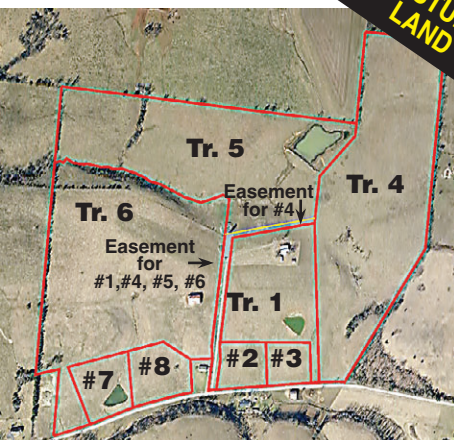 LAND
Tr. 5
Tr. 4
Easement
for #4
Tr. 6
Easement
for
#1,#4, #5, #6
Tr. 1
#2
#3
#8
#7